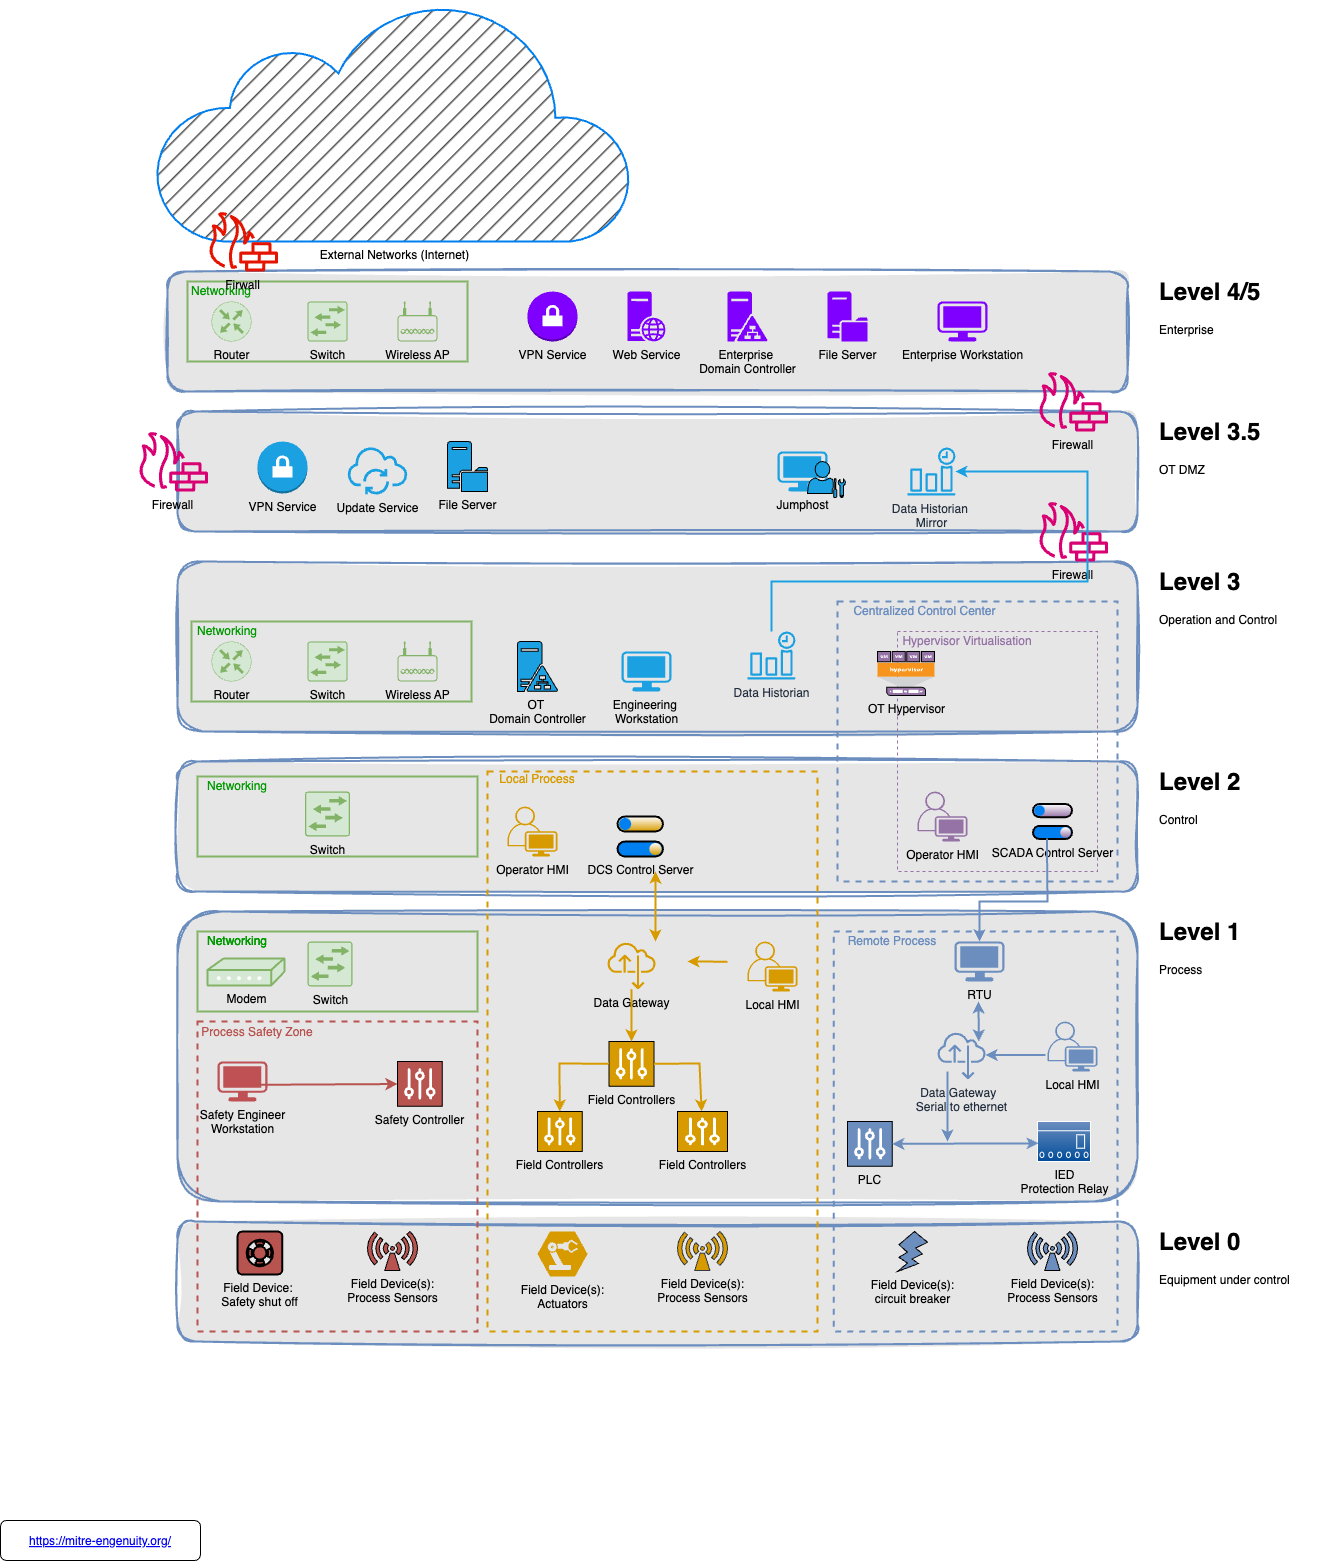 External Networks (Internet)
Firwall
Networking
Router
Switch
Wireless AP
VPN Service
Web Service
Enterprise
Domain Controller
File Server
Enterprise Workstation
Level 4/5
Enterprise
Firewall
Firewall
VPN Service
Update Service
File Server
Jumphost
Data Historian
Mirror
Level 3.5
OT DMZ
Firewall
Level 3
Operation and Control
Networking
Router
Switch
Wireless AP
OT
Domain Controller
Engineering
Workstation
Data Historian
Centralized Control Center
Hypervisor Virtualisation
VM VM VM
Hypervisor
OT Hypervisor
Level 2
Control
Networking
Switch
Local Process
Operator HMI
DCS Control Server
Operator HMI
SCADA Control Server
Level 1
Process
Networking
Modem
Switch
Process Safety Zone
Safety Engineer
Workstation
Safety Controller
Data Gateway
Local HMI
Field Controllers
Field Controllers
Field Controllers
Remote Process
RTU
Data Gateway
Serial to ethernet
Local HMI
PLC
IED
Protection Relay
Level 0
Equipment under control
Field Device:
Safety shut off
Field Device(s):
Process Sensors
Field Device(s):
Actuators
Field Device(s):
Process Sensors
Field Device(s):
circuit breaker
Field Device(s):
Process Sensors
https://mitre-engenuity.org/